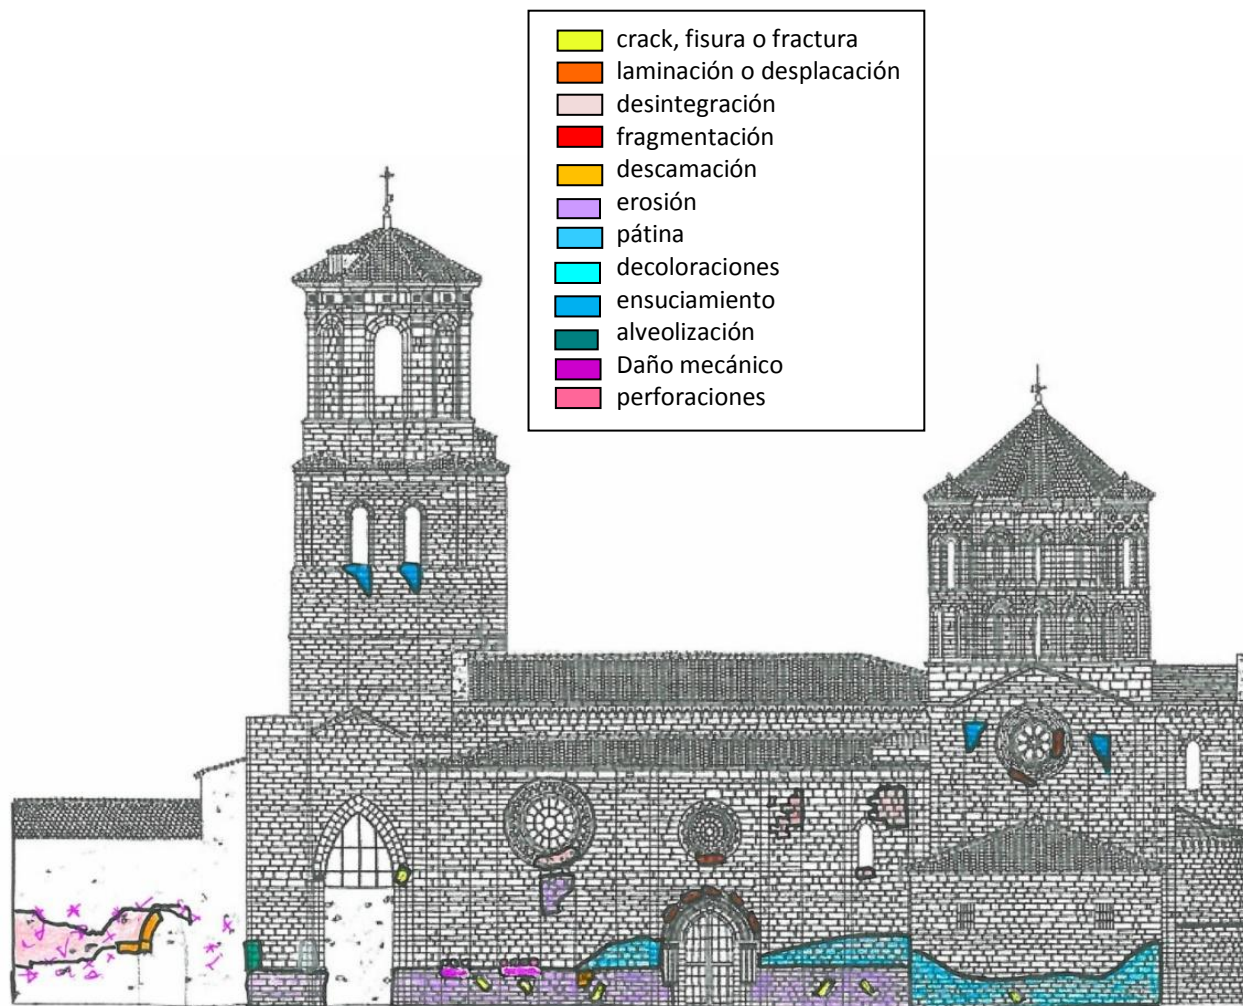 crack, fisura o fractura
laminación o desplacación
desintegración
fragmentación
descamación
erosión
pátina
decoloraciones
ensuciamiento
alveolización
Daño mecánico
perforaciones